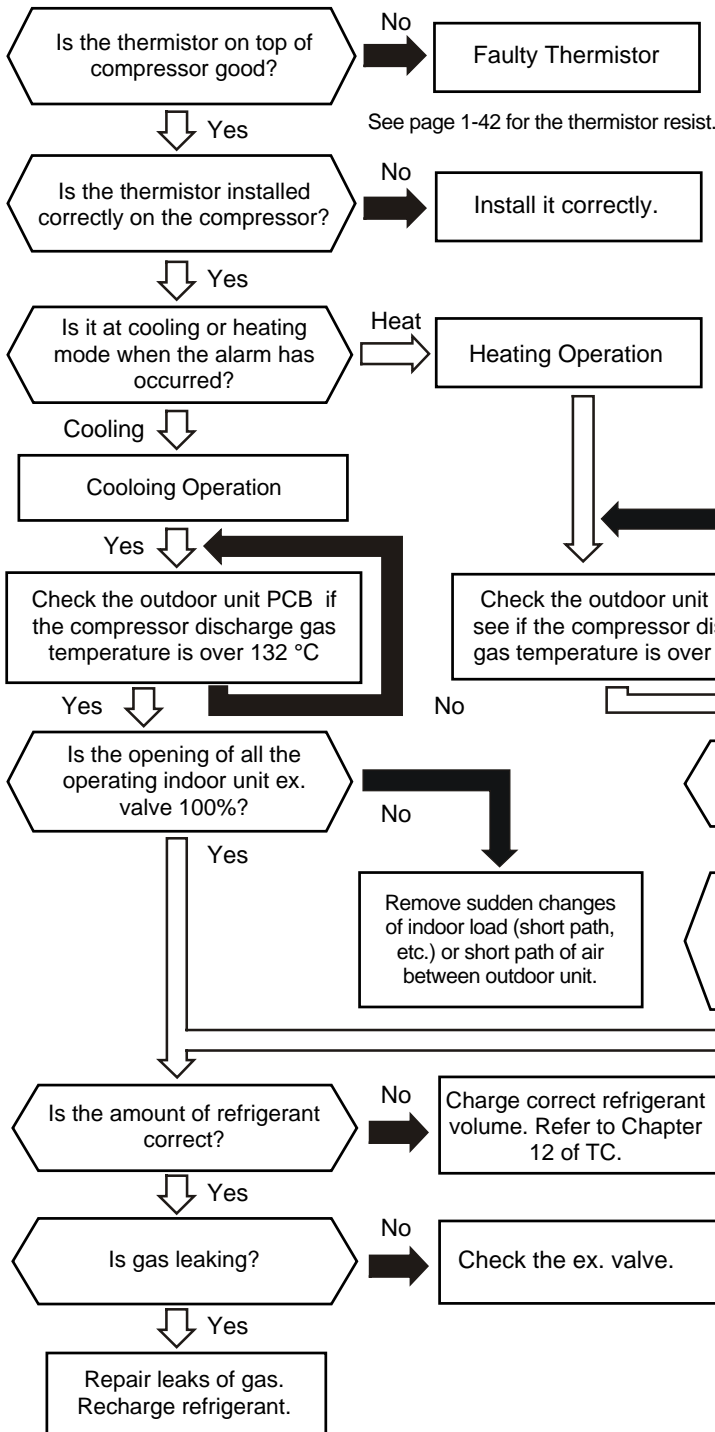 Is the thermistor on top of
compressor good?
No
Faulty Thermistor
Yes
See page 1-42 for the thermistor resist.
Is the thermistor installed
correctly on the compressor?
No
Install it correctly.
Yes
Is it at cooling or heating
mode when the alarm has
occurred?
Heat
Heating Operation
Cooling
Cooloing Operation
Yes
Check the outdoor unit PCB if
the compressor discharge gas
temperature is over 132 °C
Check the outdoor unit
see if the compressor
gas temperature is over
Yes
No
Is the opening of all the
operating indoor unit ex.
valve 100%?
No
Yes
Remove sudden changes
of indoor load (short path,
etc.) or short path of air
between outdoor unit.
Is the amount of refrigerant
correct?
No
Charge correct refrigerant
volume. Refer to Chapter
12 of TC.
Yes
Is gas leaking?
No
Check the ex. valve.
Yes
Repair leaks of gas.
Recharge refrigerant.